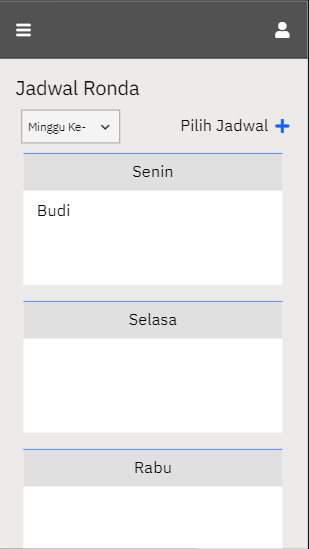 Jadwal Ronda
Minggu Ke-
Pilih Jadwal
Senin
Budi
Selasa
Rabu